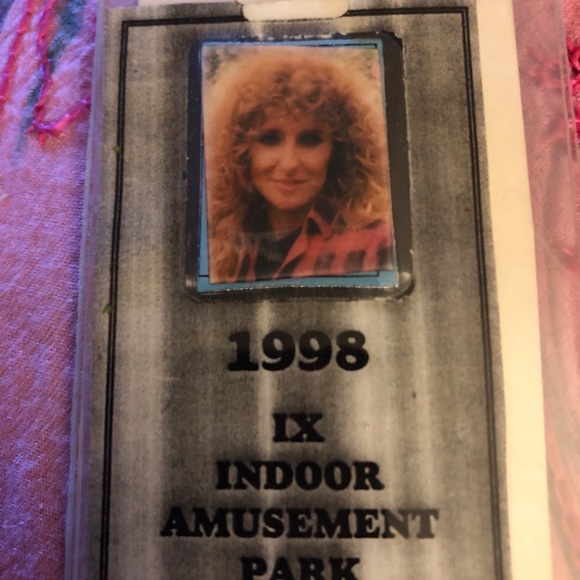 1998
IX
INDOOR
AMUSEMENT
PARK